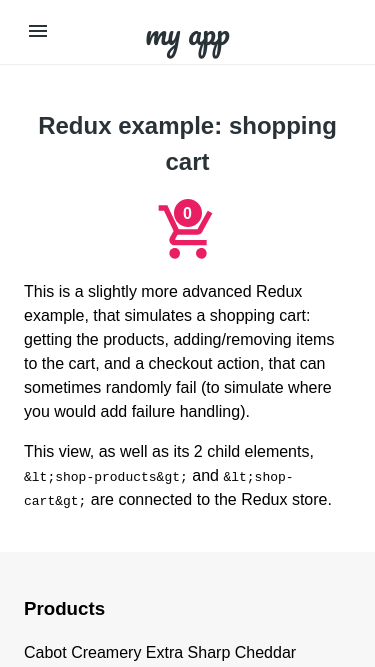 my app
Redux example: shopping
cart
0
This is a slightly more advanced Redux
example, that simulates a shopping cart:
getting the products, adding/removing items
to the cart, and a checkout action, that can
sometimes randomly fail (to simulate where
you would add failure handling).
This view, as well as its 2 child elements,
&lt;shop-products&gt; and &lt;shop-
cart&gt; are connected to the Redux store.
Products
Cabot Creamery Extra Sharp Cheddar